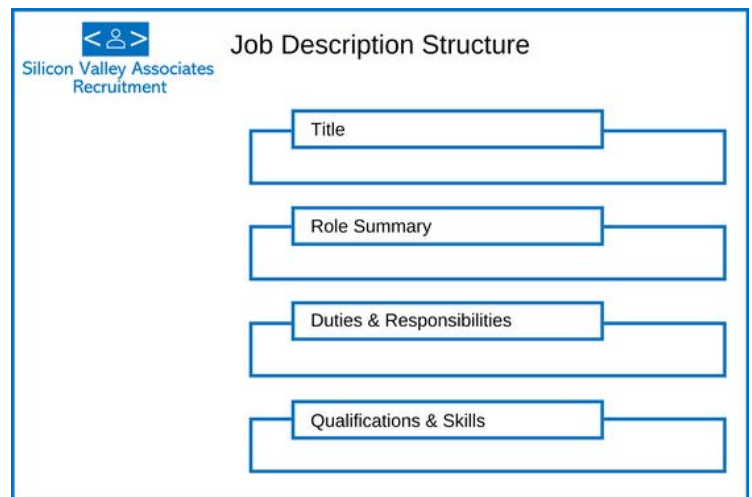 < >
Silicon Valley Associates
Recruitment
Job Description Structure
Title
Role Summary
Duties & Responsibilities
Qualifications & Skills